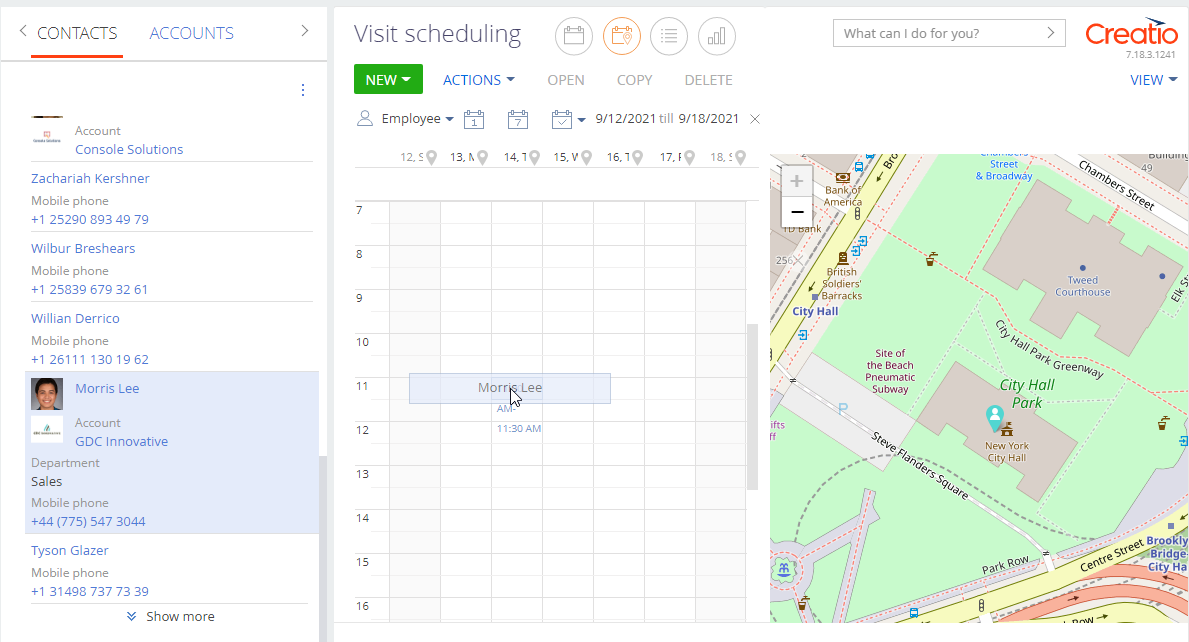 CONTACTS
ACCOUNTS
Account
Console Solutions
Zachariah Kershner
Mobile phone
+1 25290 893 49 79
Wilbur Breshears
Mobile phone
+1 25839 679 32 61
Willian Derrico
Mobile phone
+1 26111 130 19 62
Morris Lee
Account
GDC Innovative
Department
Sales
Mobile phone
+44 (775) 547 3044
Tyson Glazer
Mobile phone
+1 31498 737 73 39
Show more
Visit scheduling
What can I do for you?
Creatio
7.18.3.1241
NEW
ACTIONS
OPEN
COPY
DELETE
VIEW
Employee
1
7
9/12/2021 till 9/18/2021
12, S
13, M
14, T
15, W
16, T
17, F
18, S
7
8
9
10
11
12
13
14
15
16
Morris Lee
AM-
11:30 AM
+
−
Chambers
Street
& Broadway
Building
49
Chambers Street
Bro
Bank of
America
TD Bank
256
British
Soldiers'
Barracks
City Hall
Tweed
Courthouse
Elk St
City Hall Park Greenway
Site of
the Beach
Pneumatic
Subway
City Hall
Park
P
ifts
ff
New York
City Hall
Steve Flanders Square
Park Row
Centre Street
Brookly
Bridge-
City Ha
Row